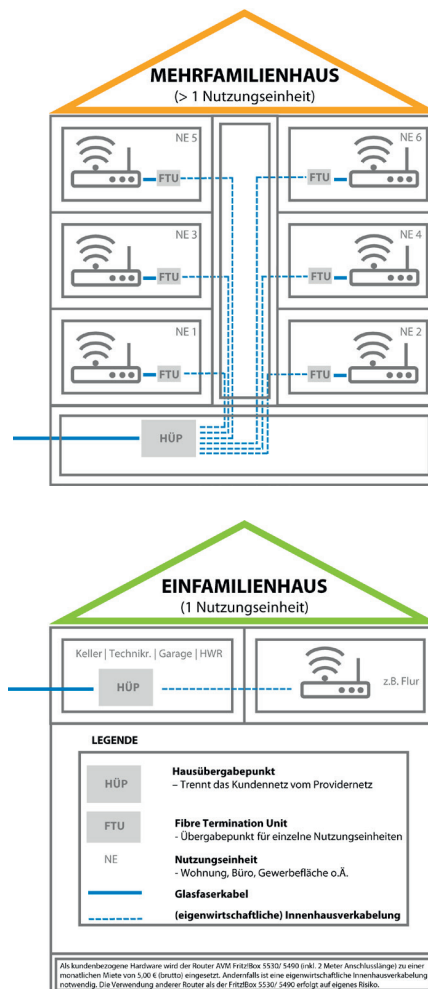 MEHRFAMILIENHAUS
(> 1 Nutzungseinheit)
NE 5
FTU
NE 6
FTU
NE 3
FTU
NE 4
FTU
NE 1
FTU
NE 2
FTU
HÜP
EINFAMILIENHAUS
(1 Nutzungseinheit)
Keller | Technikr. | Garage | HWR
HÜP
z.B. Flur
LEGENDE
HÜP
Hausübergabepunkt
– Trennt das Kundennetz vom Providernetz
FTU
Fibre Termination Unit
- Übergabepunkt für einzelne Nutzungseinheiten
NE
Nutzungseinheit
- Wohnung, Büro, Gewerbefläche o.Ä.
Glasfaserkabel
(eigenwirtschaftliche) Innenhausverkabelung
Als kundenbezogene Hardware wird der Router AVM Fritz!Box 5530/ 5490 (inkl. 2 Meter Anschlusslänge) zu einer
monatlichen Miete von 5,00 € (brutto) eingesetzt. Andernfalls ist eine eigenwirtschaftliche Innenhausverkabelung
notwendig. Die Verwendung anderer Router als der Fritz!Box 5530/ 5490 erfolgt auf eigenes Risiko.